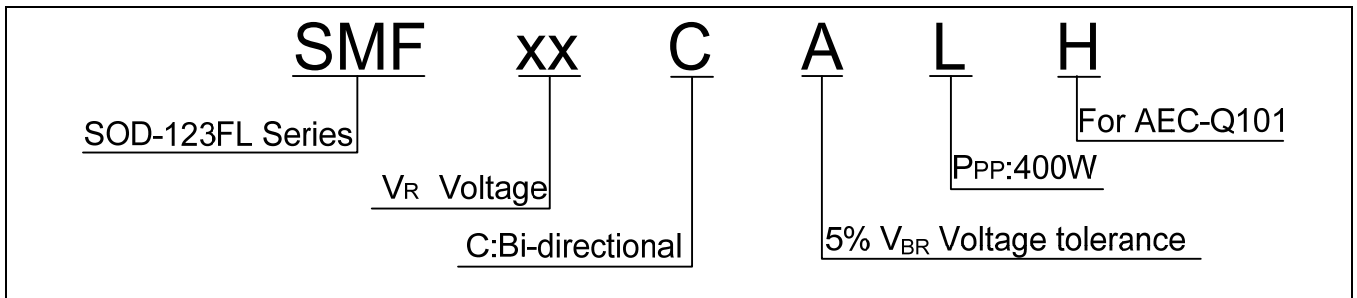 SMF xx C A L H
SOD-123FL Series
For AEC-Q101
PPP:400W
VR Voltage
C:Bi-directional
5% VBR Voltage tolerance